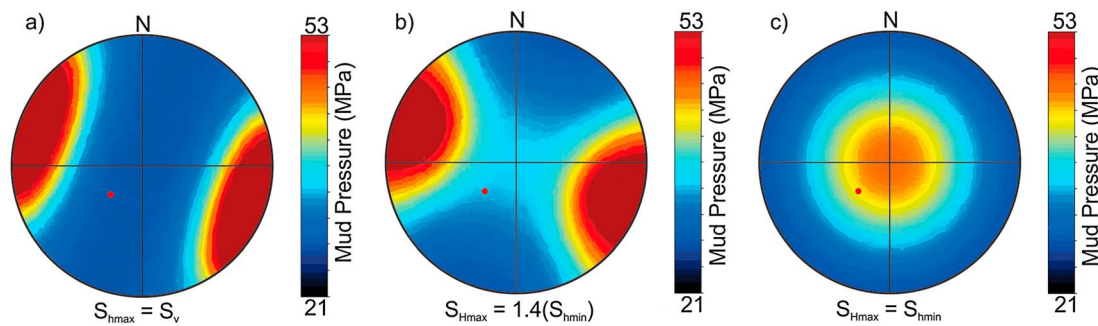 a)
N
53
Mud Pressure (MPa)
21
S_hmax = S_v
b)
N
53
Mud Pressure (MPa)
21
S_Hmax = 1.4(S_hmin)
c)
N
53
Mud Pressure (MPa)
21
S_Hmax = S_hmin